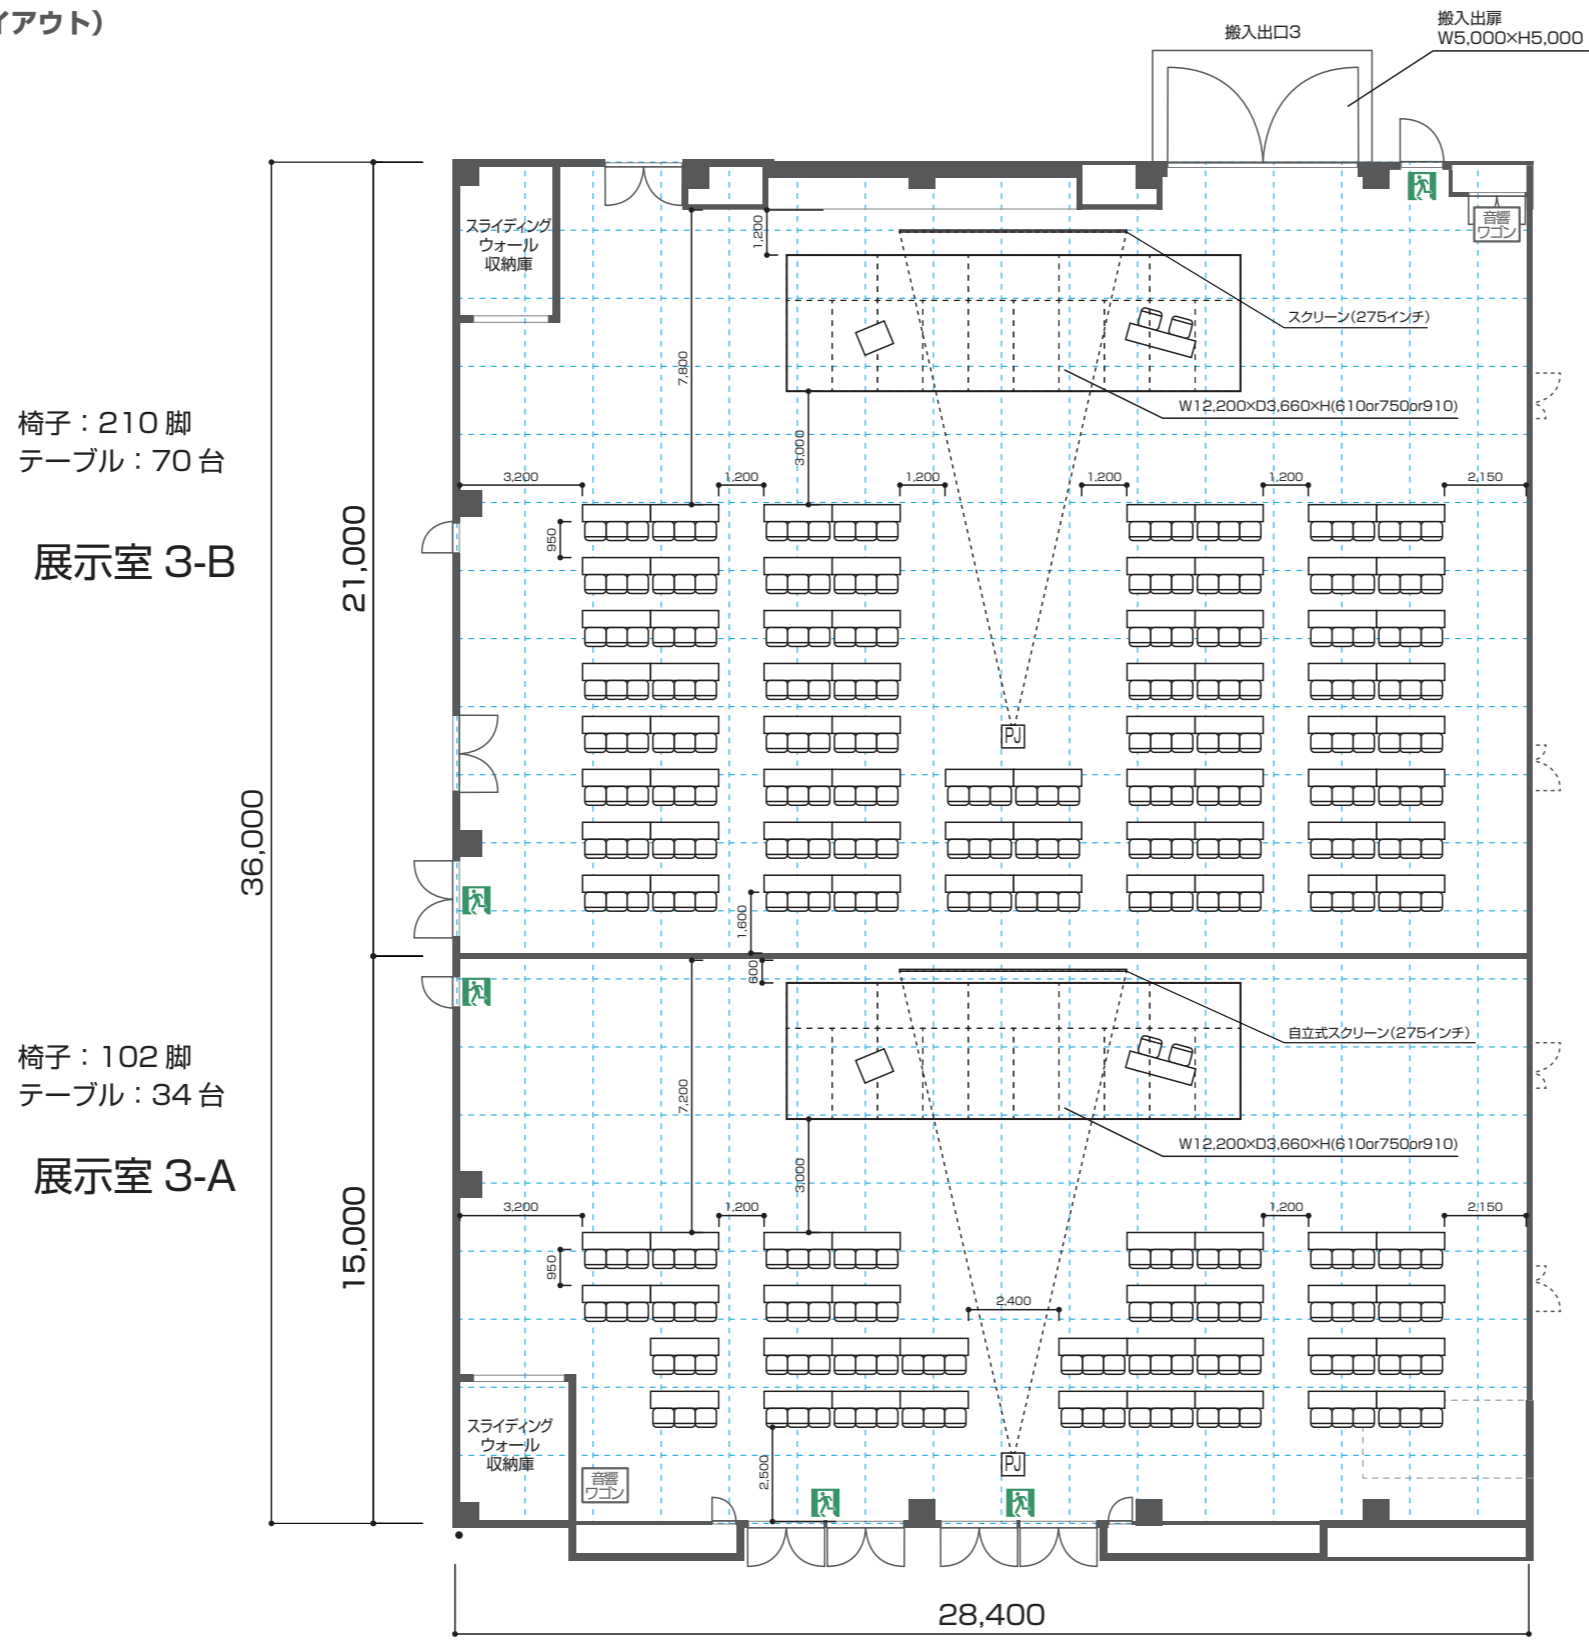 イアウト）
搬入出口3
搬入出扉
W5,000×H5,000
スライディング
ウォール
収納庫
1,200
音響
ワゴン
スクリーン(275インチ)
7,800
W12,200×D3,660×H(610or750or910)
3,000
椅子：210 脚
テーブル：70 台
3,200
1,200
1,200
1,200
1,200
2,150
950
展示室 3-B
21,000
PJ
36,000
1,600
600
自立式スクリーン(275インチ)
椅子：102 脚
テーブル：34 台
7,200
W12,200×D3,660×H(610or750or910)
3,000
展示室 3-A
15,000
3,200
1,200
1,200
2,150
950
2,400
スライディング
ウォール
収納庫
音響
ワゴン
2,500
PJ
28,400